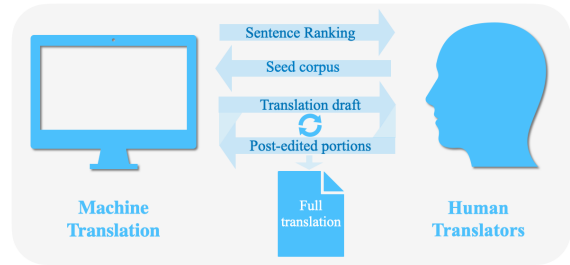 Sentence Ranking
Seed corpus
Translation draft
Post-edited portions
Full
translation
Machine
Translation
Human
Translators